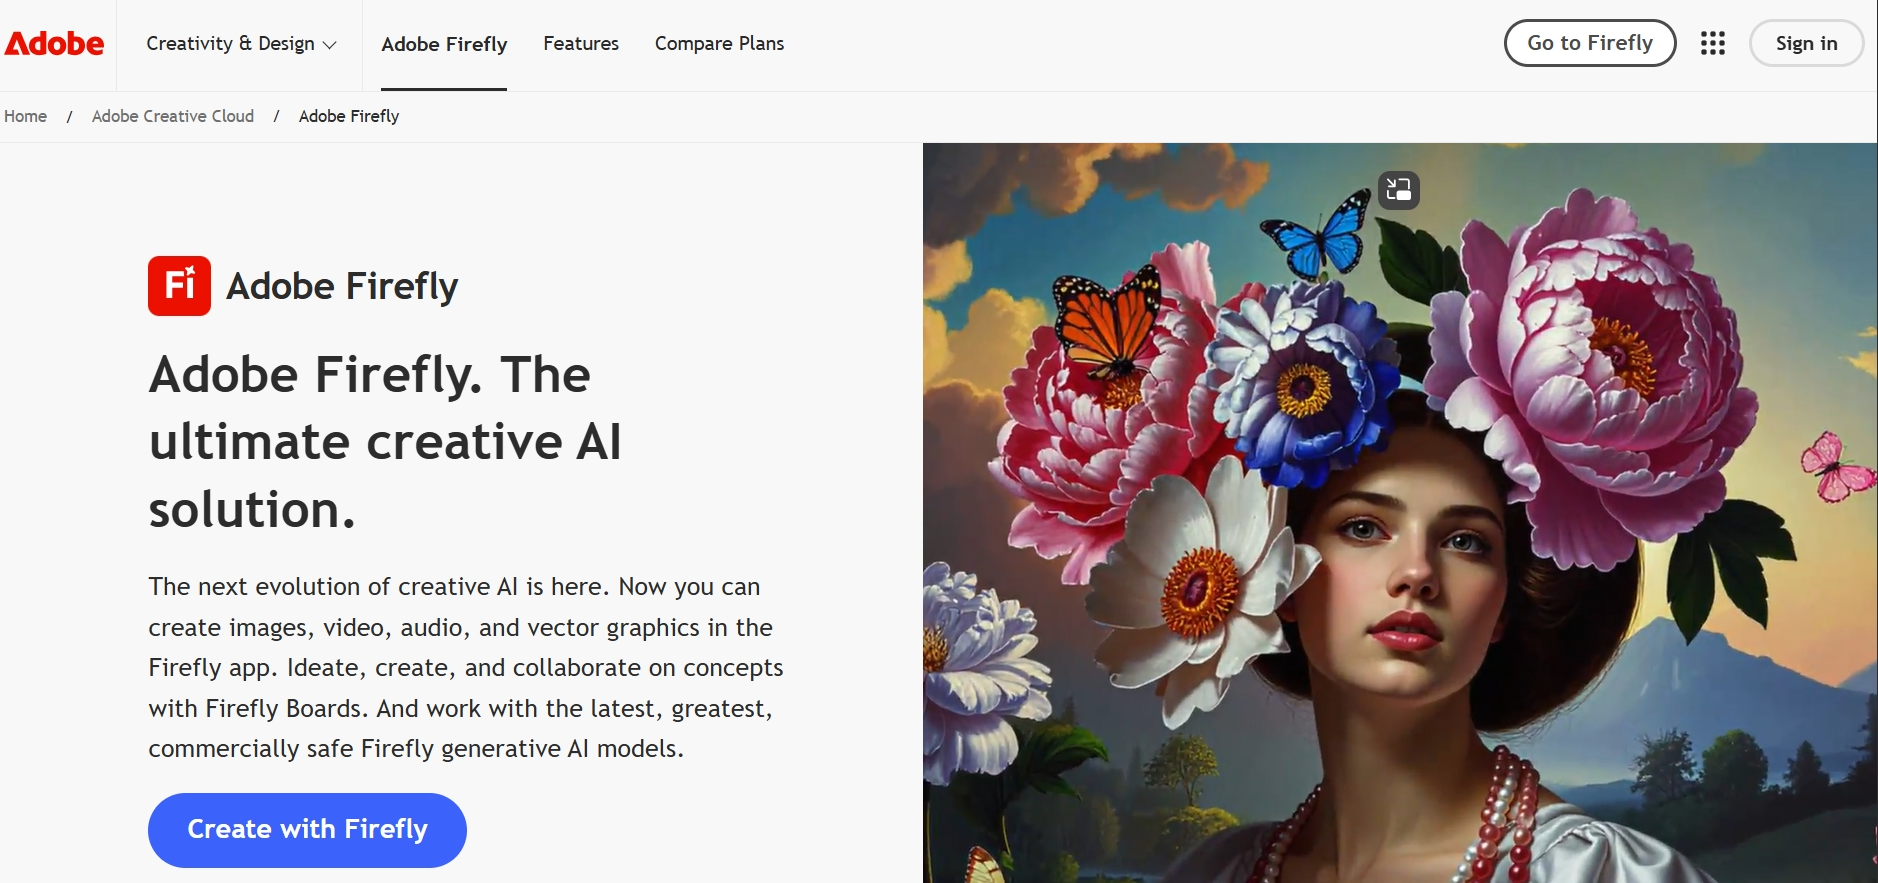 Adobe
Creativity & Design
Adobe Firefly
Features
Compare Plans
Go to Firefly
Sign in
Home / Adobe Creative Cloud / Adobe Firefly
Fi
Adobe Firefly
Adobe Firefly. The
ultimate creative AI
solution.
The next evolution of creative AI is here. Now you can
create images, video, audio, and vector graphics in the
Firefly app. Ideate, create, and collaborate on concepts
with Firefly Boards. And work with the latest, greatest,
commercially safe Firefly generative AI models.
Create with Firefly